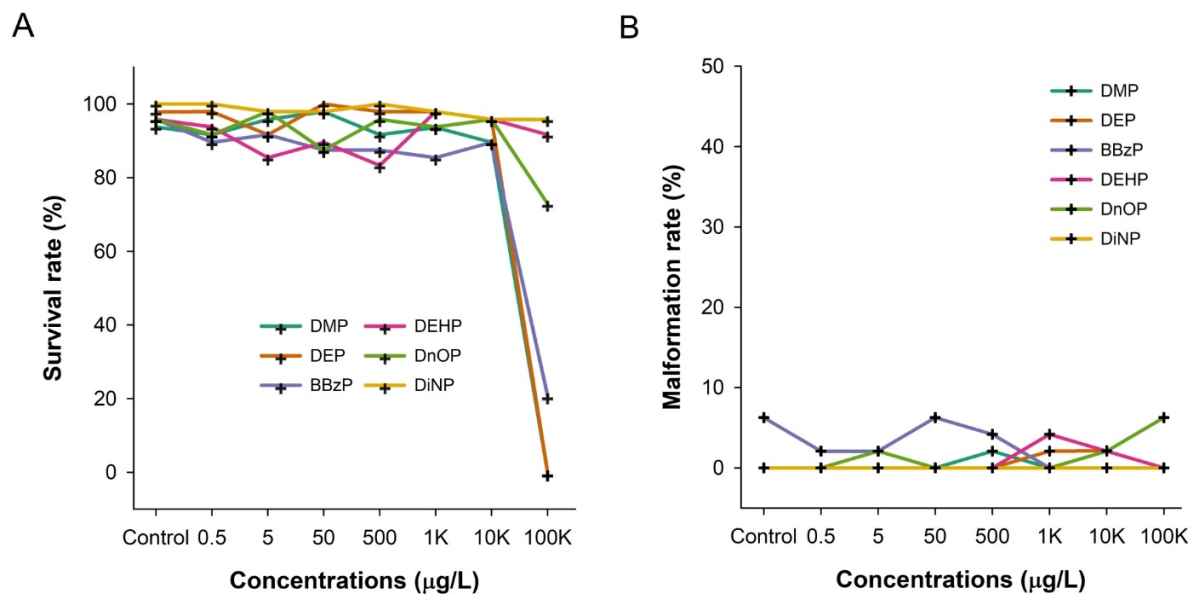 A
Survival rate (%)
100
80
60
40
20
0
DMP DEHP
DEP DnOP
BBzP DiNP
Control 0.5 5 50 500 1K 10K 100K
Concentrations (μg/L)
B
Malformation rate (%)
50
40
30
20
10
0
DMP
DEP
BBzP
DEHP
DnOP
DiNP
Control 0.5 5 50 500 1K 10K 100K
Concentrations (μg/L)